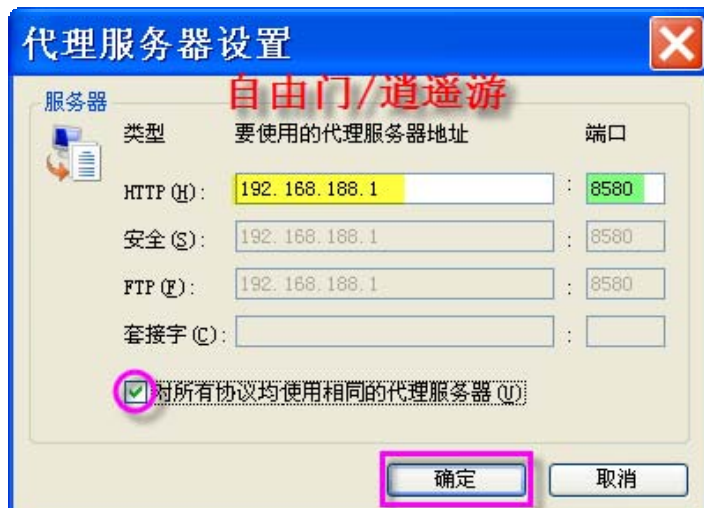 代理服务器设置
自由门/逍遥游
服务器
类型 要使用的代理服务器地址 端口
HTTP(H): 192.168.188.1 : 8580
安全(S): 192.168.188.1 : 8580
FTP(F): 192.168.188.1 : 8580
套接字(C): :
对所有协议均使用相同的代理服务器(U)
确定 取消